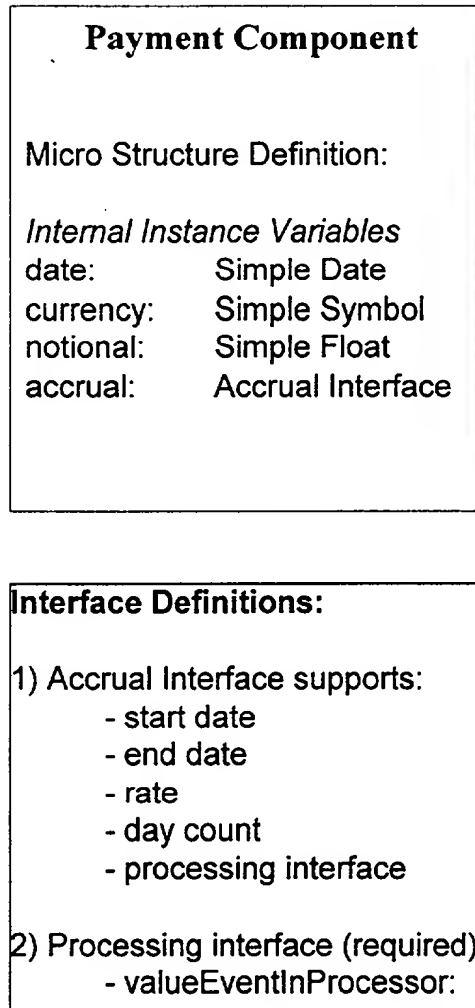 Payment Component
Micro Structure Definition:
Internal Instance Variables
date: Simple Date
currency: Simple Symbol
notional: Simple Float
accrual: Accrual Interface
Interface Definitions:
1) Accrual Interface supports:
- start date
- end date
- rate
- day count
- processing interface
2) Processing interface (required)
- valueEventInProcessor: